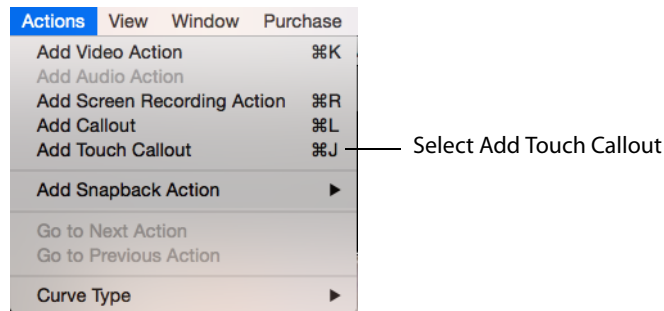 Actions View Window Purchase
Add Video Action ⌘K
Add Audio Action
Add Screen Recording Action ⌘R
Add Callout ⌘L
Add Touch Callout ⌘J
Select Add Touch Callout
Add Snapback Action ▶
Go to Next Action
Go to Previous Action
Curve Type ▶